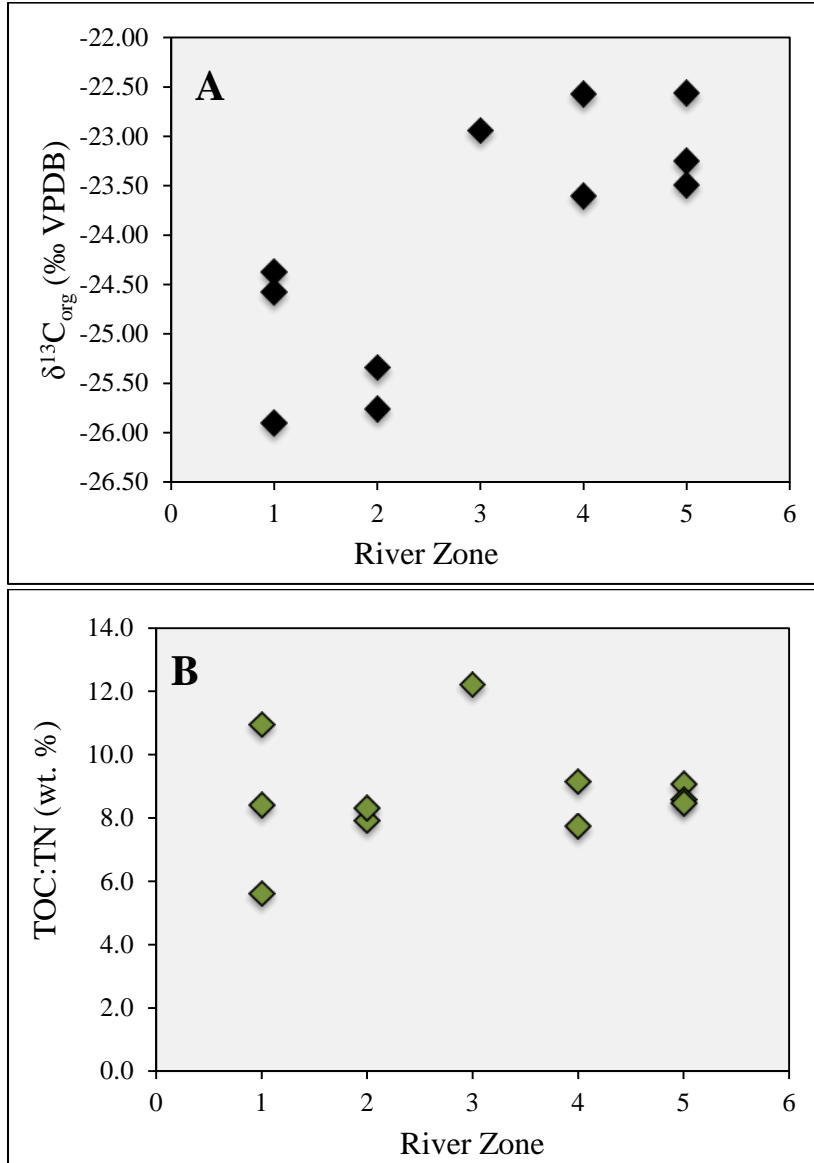 A
-22.00
-22.50
-23.00
-23.50
-24.00
-24.50
-25.00
-25.50
-26.00
-26.50
δ¹³C_org (‰ VPDB)
0 1 2 3 4 5 6
River Zone
B
14.0
12.0
10.0
8.0
6.0
4.0
2.0
0.0
TOC:TN (wt. %)
0 1 2 3 4 5 6
River Zone